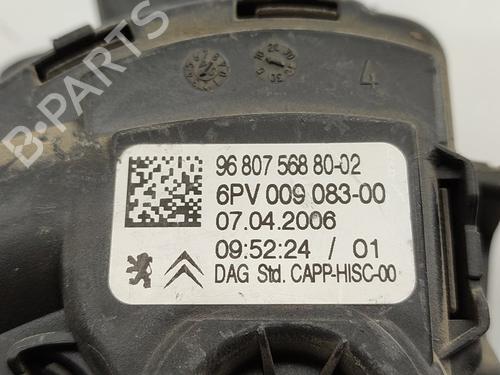 B-PARTS
4
96 807 568 80-02
6PV 009 083-00
07.04.2006
09:52:24 / 01
DAG Std. CAPP-HISC-00